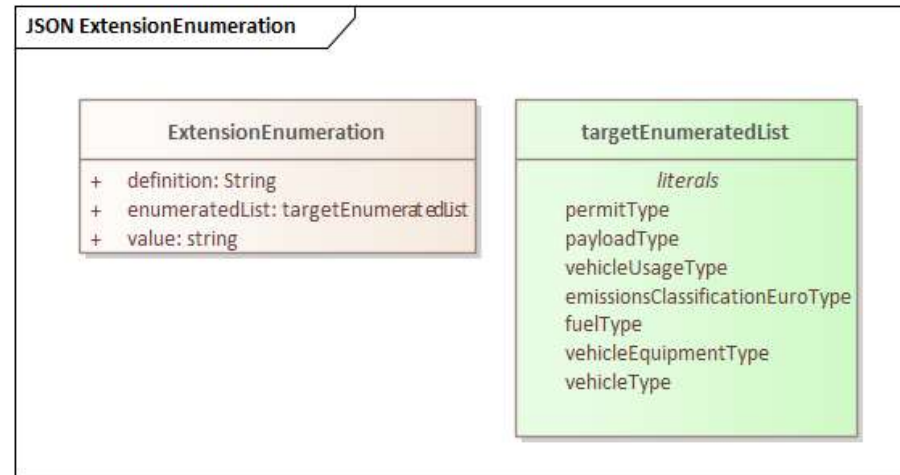 JSON ExtensionEnumeration
ExtensionEnumeration
+ definition: String
+ enumeratedList: targetEnumeratedList
+ value: string
targetEnumeratedList
literals
permitType
payloadType
vehicleUsageType
emissionsClassificationEuroType
fuelType
vehicleEquipmentType
vehicleType